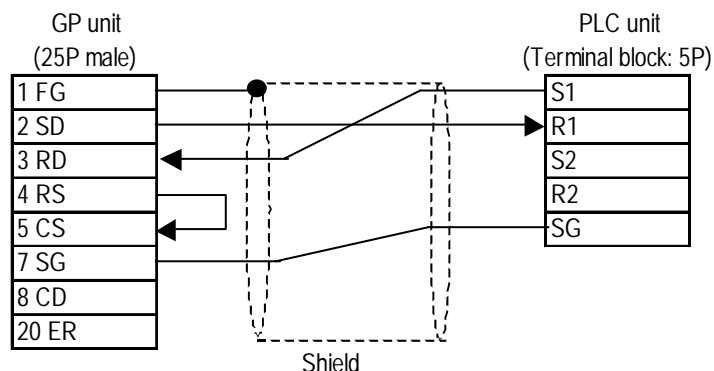 GP unit
(25P male)
1 FG
2 SD
3 RD
4 RS
5 CS
7 SG
8 CD
20 ER
Shield
PLC unit
(Terminal block: 5P)
S1
R1
S2
R2
SG